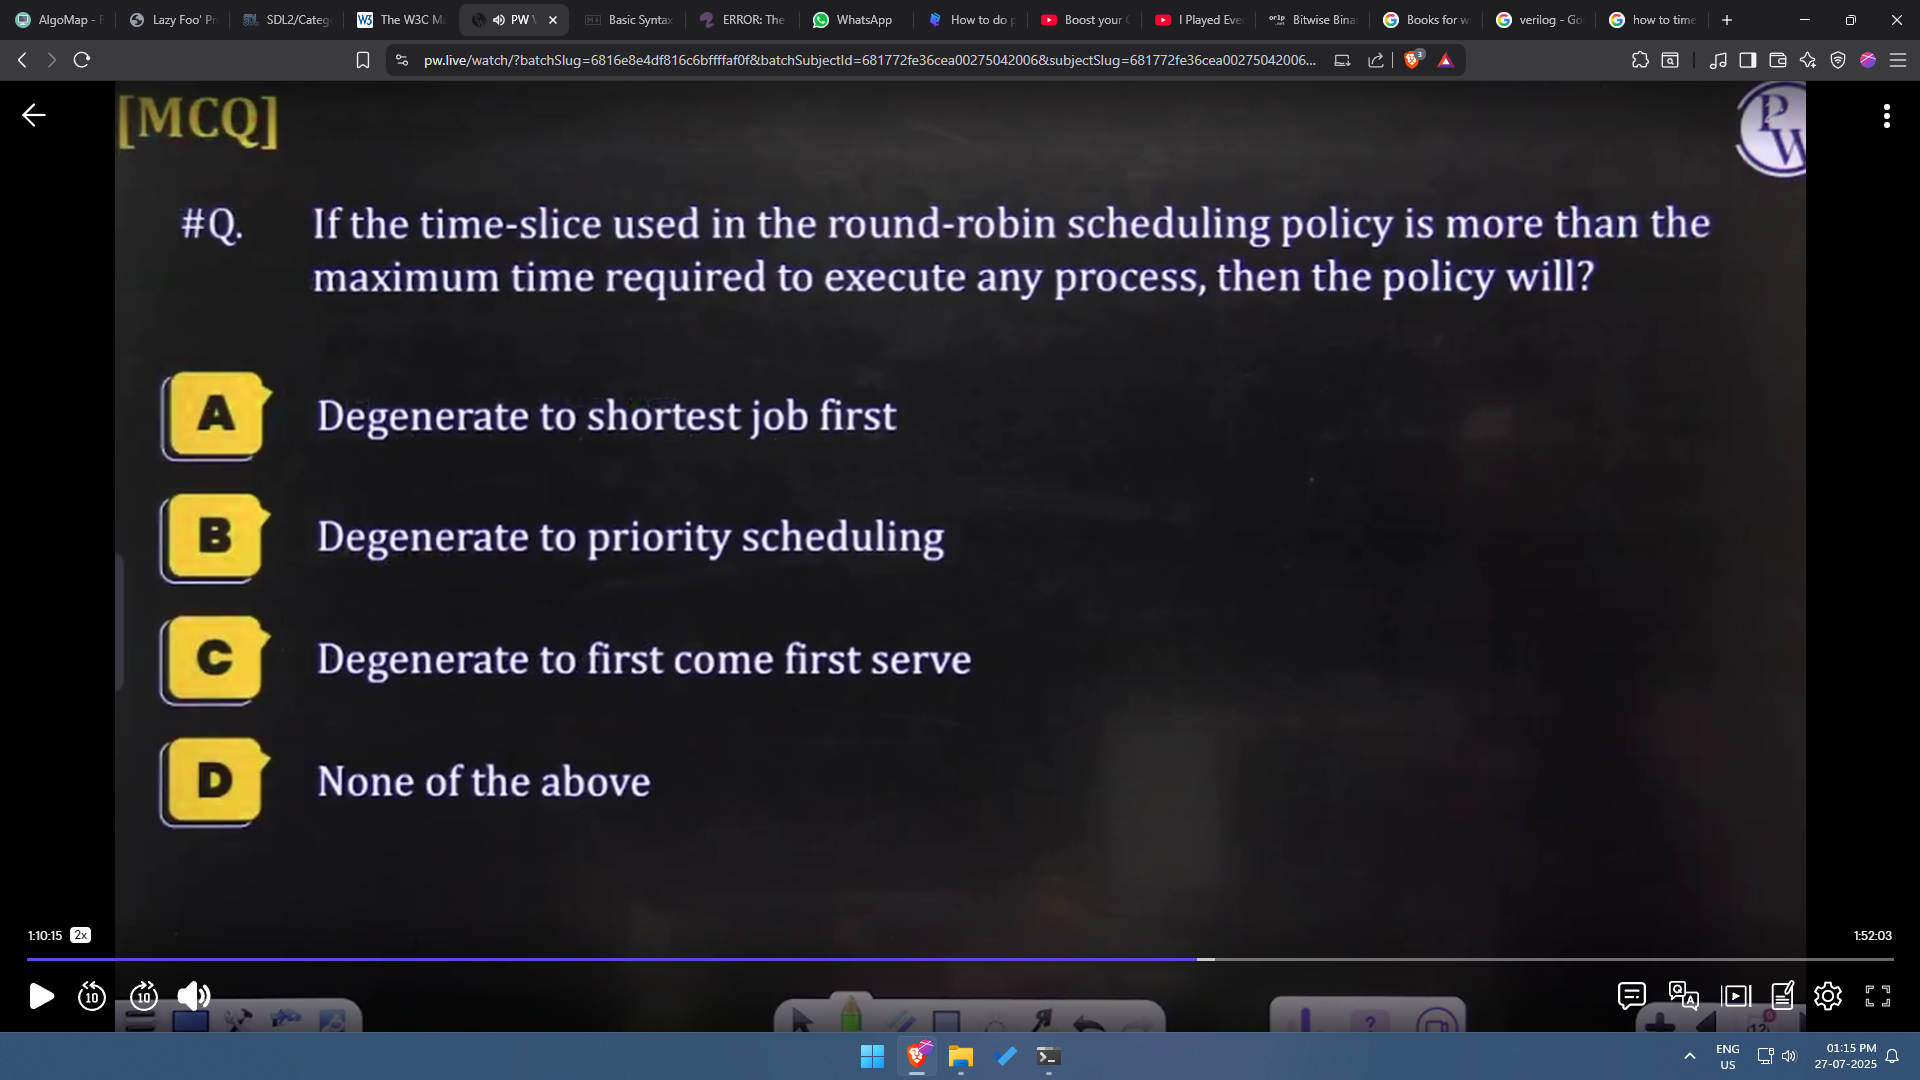 AlgoMap - F
Lazy Foo' Pr
SDL2/Categ
The W3C Ma
PW V
Basic Syntax
ERROR: The
WhatsApp
How to do p
Boost your C
I Played Eve
Bitwise Bina
Books for w
verilog - Go
how to time
pw.live/watch/?batchSlug=6816e8e4df816c6bffffaf0f&batchSubjectId=681772fe36cea00275042006&subjectSlug=681772fe36cea00275042006...
3
[MCQ]
PW
#Q. If the time-slice used in the round-robin scheduling policy is more than the
maximum time required to execute any process, then the policy will?
A Degenerate to shortest job first
B Degenerate to priority scheduling
C Degenerate to first come first serve
D None of the above
1:10:15 2x
1:52:03
10
10
ENG
US
01:15 PM
27-07-2025